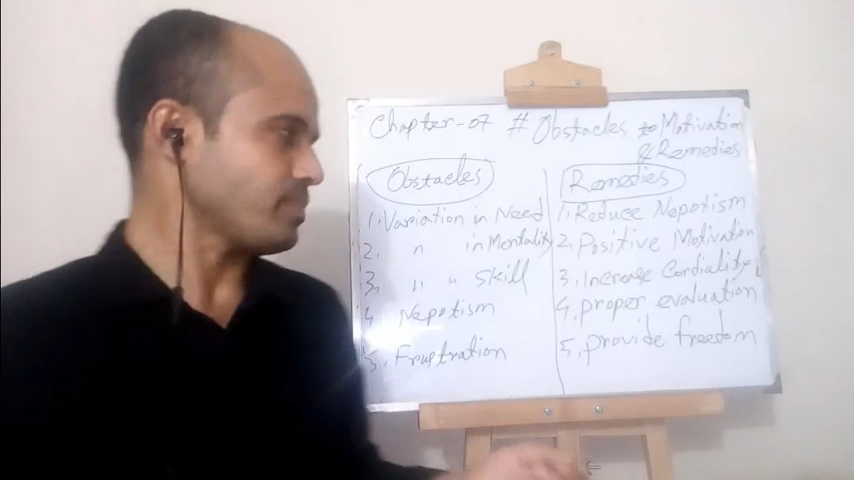 Chapter-07 # Obstacles to Motivation
& Remedies
Obstacles
1. Variation in Need
2. " in Mentality
3. " " skill
4. Nepotism
5. Frustration
Remedies
1. Reduce Nepotism
2. Positive Motivation
3. Increase Cordiality
4. proper evaluation
5. provide freedom